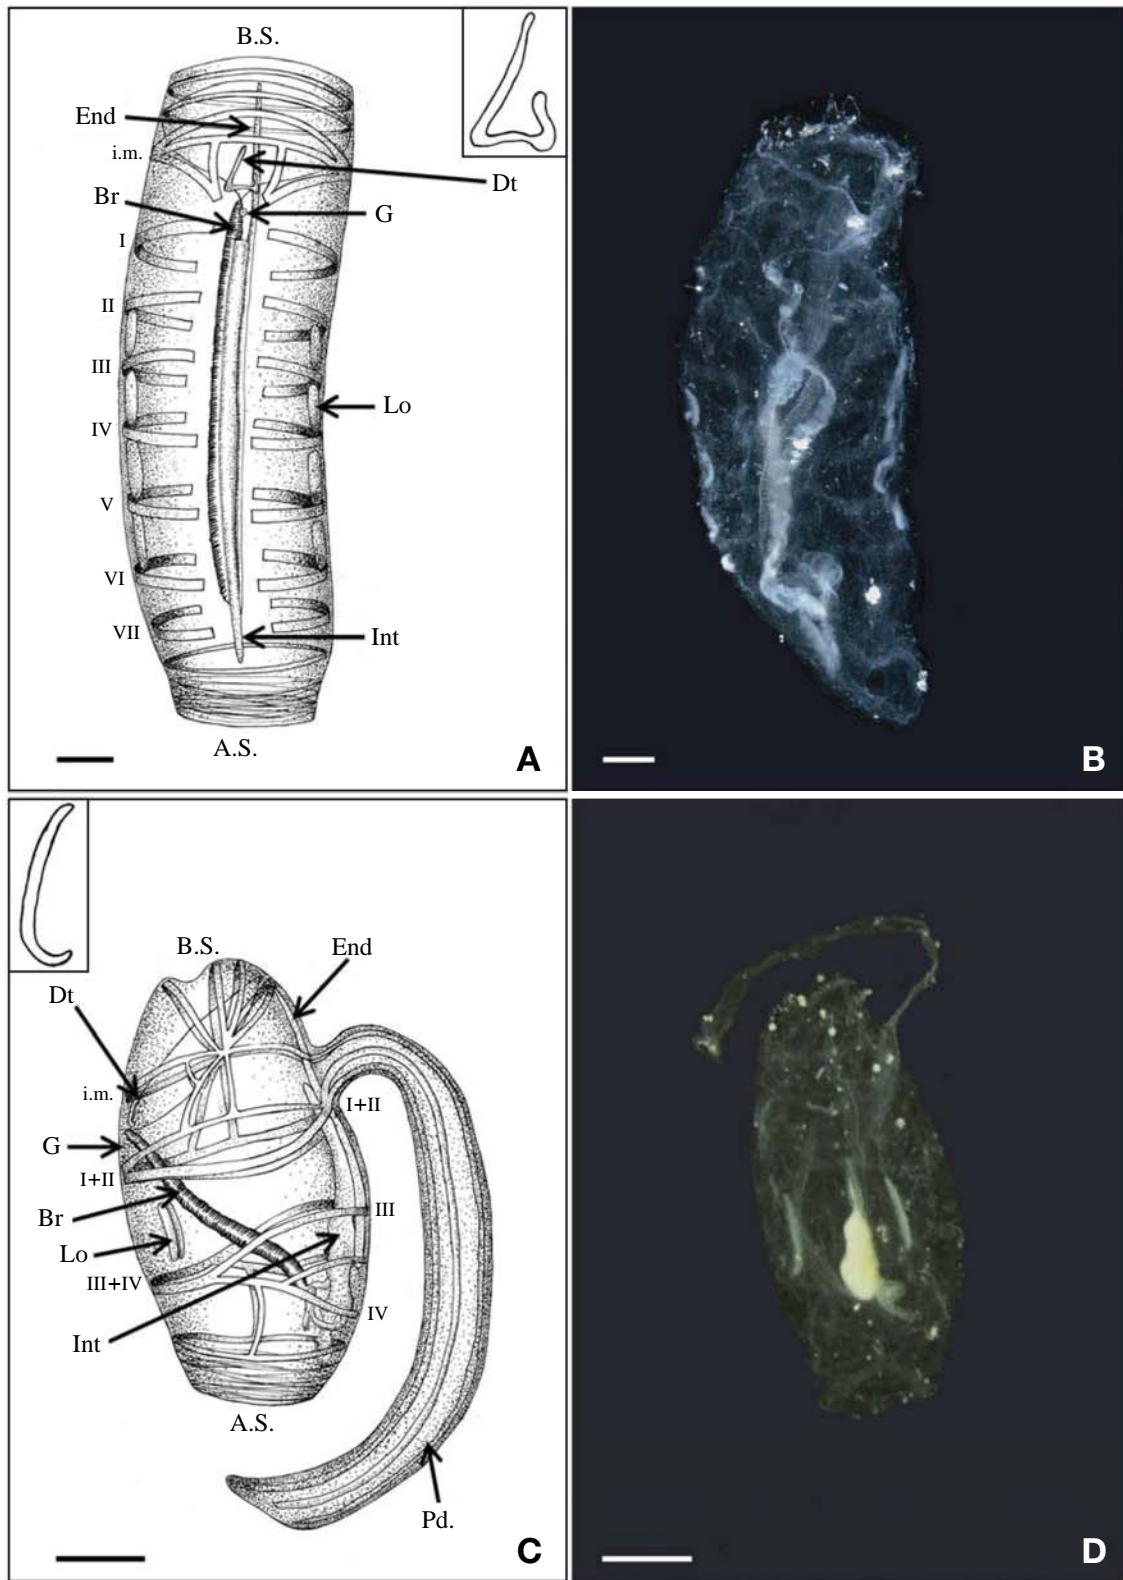 B.S.
End
i.m.
Dt
Br
G
I
II
III
Lo
IV
V
VI
VII
Int
A.S.
A
B
B.S.
End
Dt
i.m.
I+II
G
I+II
Br
III
Lo
III+IV
IV
Int
A.S.
Pd.
C
D